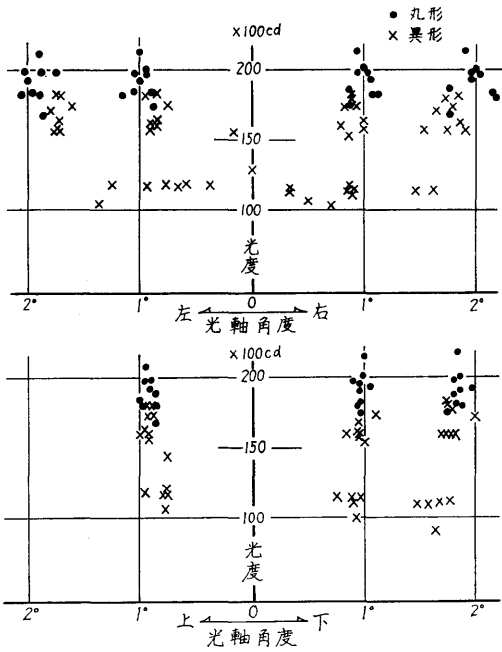 ● 丸形
× 異形
×100cd
200
150
100
光度
2° 1° 0 1° 2°
左 ←→ 右
光軸角度
×100cd
200
150
100
光度
2° 1° 0 1° 2°
上 ←→ 下
光軸角度